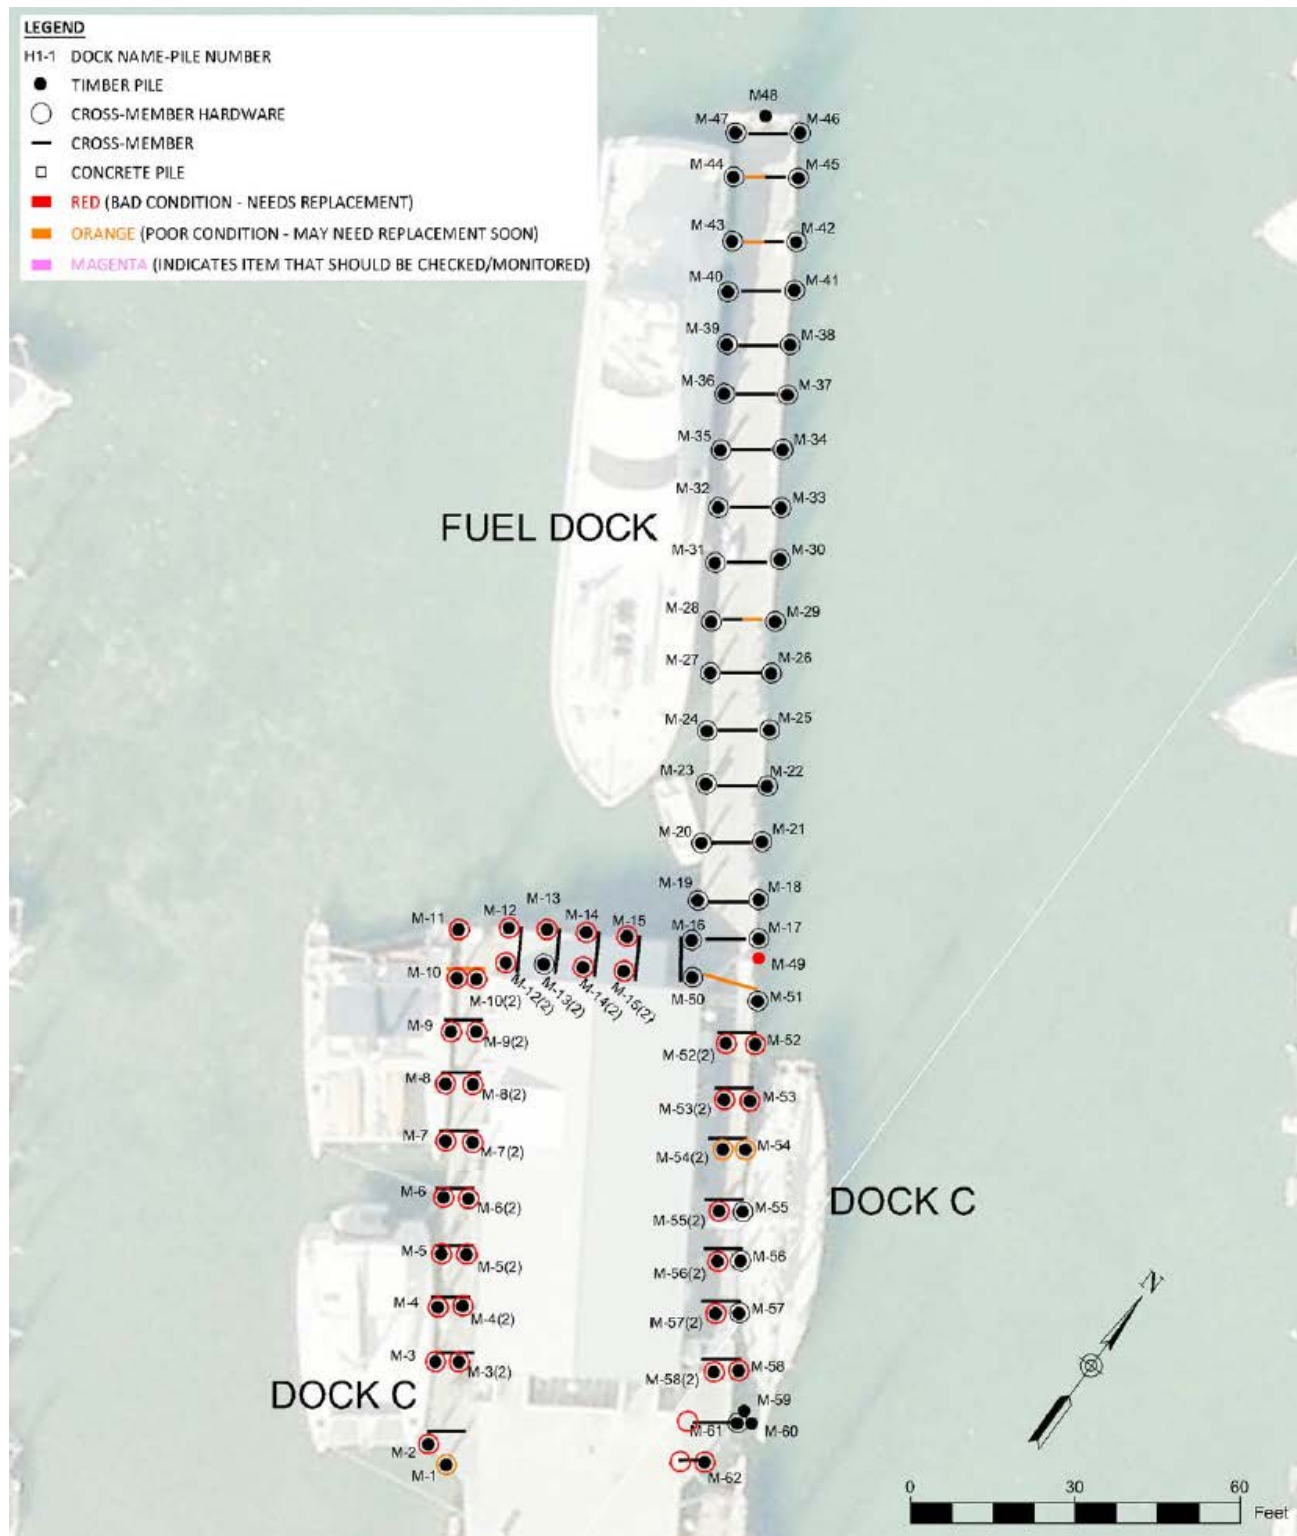 LEGEND
H1-1 DOCK NAME-PILE NUMBER
TIMBER PILE
CROSS-MEMBER HARDWARE
CROSS-MEMBER
CONCRETE PILE
RED (BAD CONDITION - NEEDS REPLACEMENT)
ORANGE (POOR CONDITION - MAY NEED REPLACEMENT SOON)
MAGENTA (INDICATES ITEM THAT SHOULD BE CHECKED/MONITORED)
M48
M-47 M-46
M-44 M-45
M-43 M-42
M-40 M-41
M-39 M-38
M-36 M-37
M-35 M-34
M-32 M-33
FUEL DOCK
M-31 M-30
M-28 M-29
M-27 M-26
M-24 M-25
M-23 M-22
M-20 M-21
M-19 M-18
M-11 M-12 M-13 M-14 M-15 M-16 M-17
M-49
M-10 M-12(2) M-13(2) M-14(2) M-15(2) M-50 M-51
M-10(2)
M-9 M-52
M-9(2) M-52(2)
M-8 M-53
M-8(2) M-53(2)
M-7 M-54
M-7(2) M-54(2)
M-6 DOCK C
M-6(2) M-55(2) M-55
M-5 M-56
M-5(2) M-56(2)
M-4 M-57
M-4(2) M-57(2)
N
M-3 M-58
M-3(2) M-58(2)
DOCK C
M-59
M-61 M-60
M-2
M-1 M-62
0 30 60
Feet